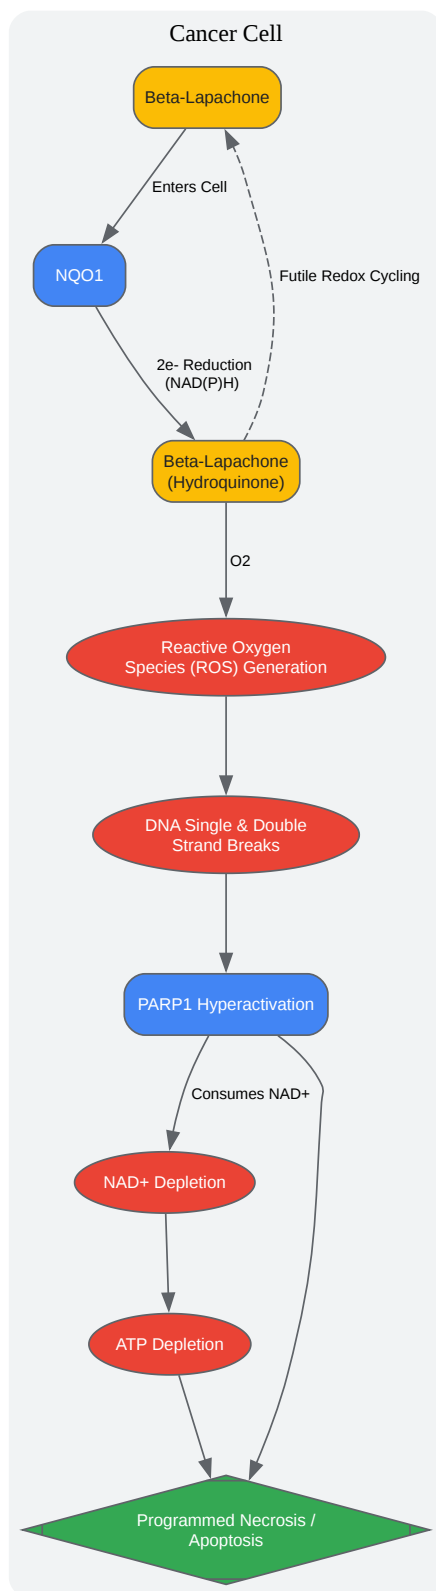 Cancer Cell
Beta-Lapachone
Enters Cell
NQO1
Futile Redox Cycling
2e- Reduction
(NAD(P)H)
Beta-Lapachone
(Hydroquinone)
O2
Reactive Oxygen
Species (ROS) Generation
DNA Single & Double
Strand Breaks
PARP1 Hyperactivation
Consumes NAD+
NAD+ Depletion
ATP Depletion
Programmed Necrosis /
Apoptosis